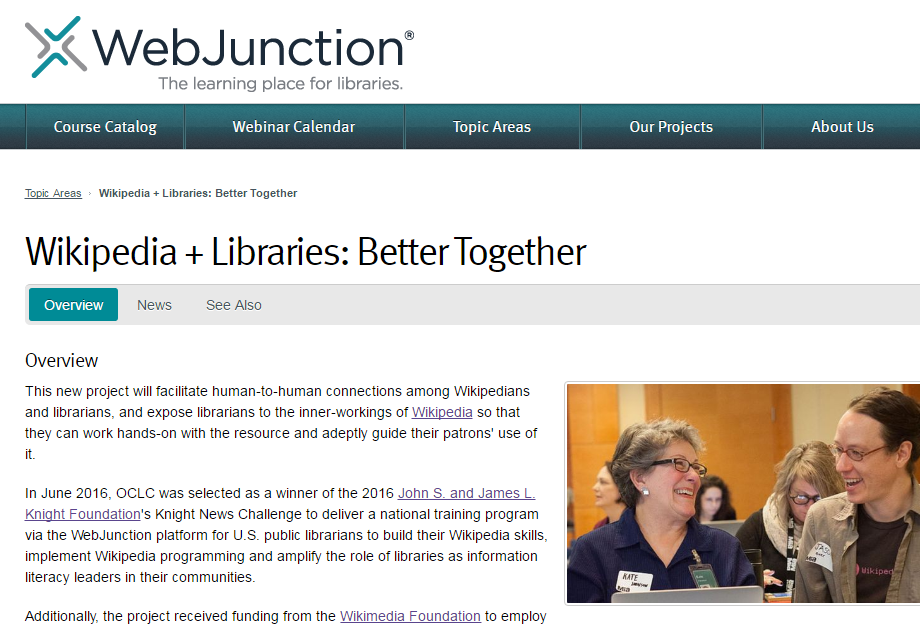 WebJunction®
The learning place for libraries.
Course Catalog Webinar Calendar Topic Areas Our Projects About Us
Topic Areas › Wikipedia + Libraries: Better Together
Wikipedia + Libraries: Better Together
Overview News See Also
Overview
This new project will facilitate human-to-human connections among Wikipedians
and librarians, and expose librarians to the inner-workings of Wikipedia so that
they can work hands-on with the resource and adeptly guide their patrons' use of
it.
In June 2016, OCLC was selected as a winner of the 2016 John S. and James L.
Knight Foundation's Knight News Challenge to deliver a national training program
via the WebJunction platform for U.S. public librarians to build their Wikipedia skills,
implement Wikipedia programming and amplify the role of libraries as information
literacy leaders in their communities.
Additionally, the project received funding from the Wikimedia Foundation to employ
KATE
Wikiped